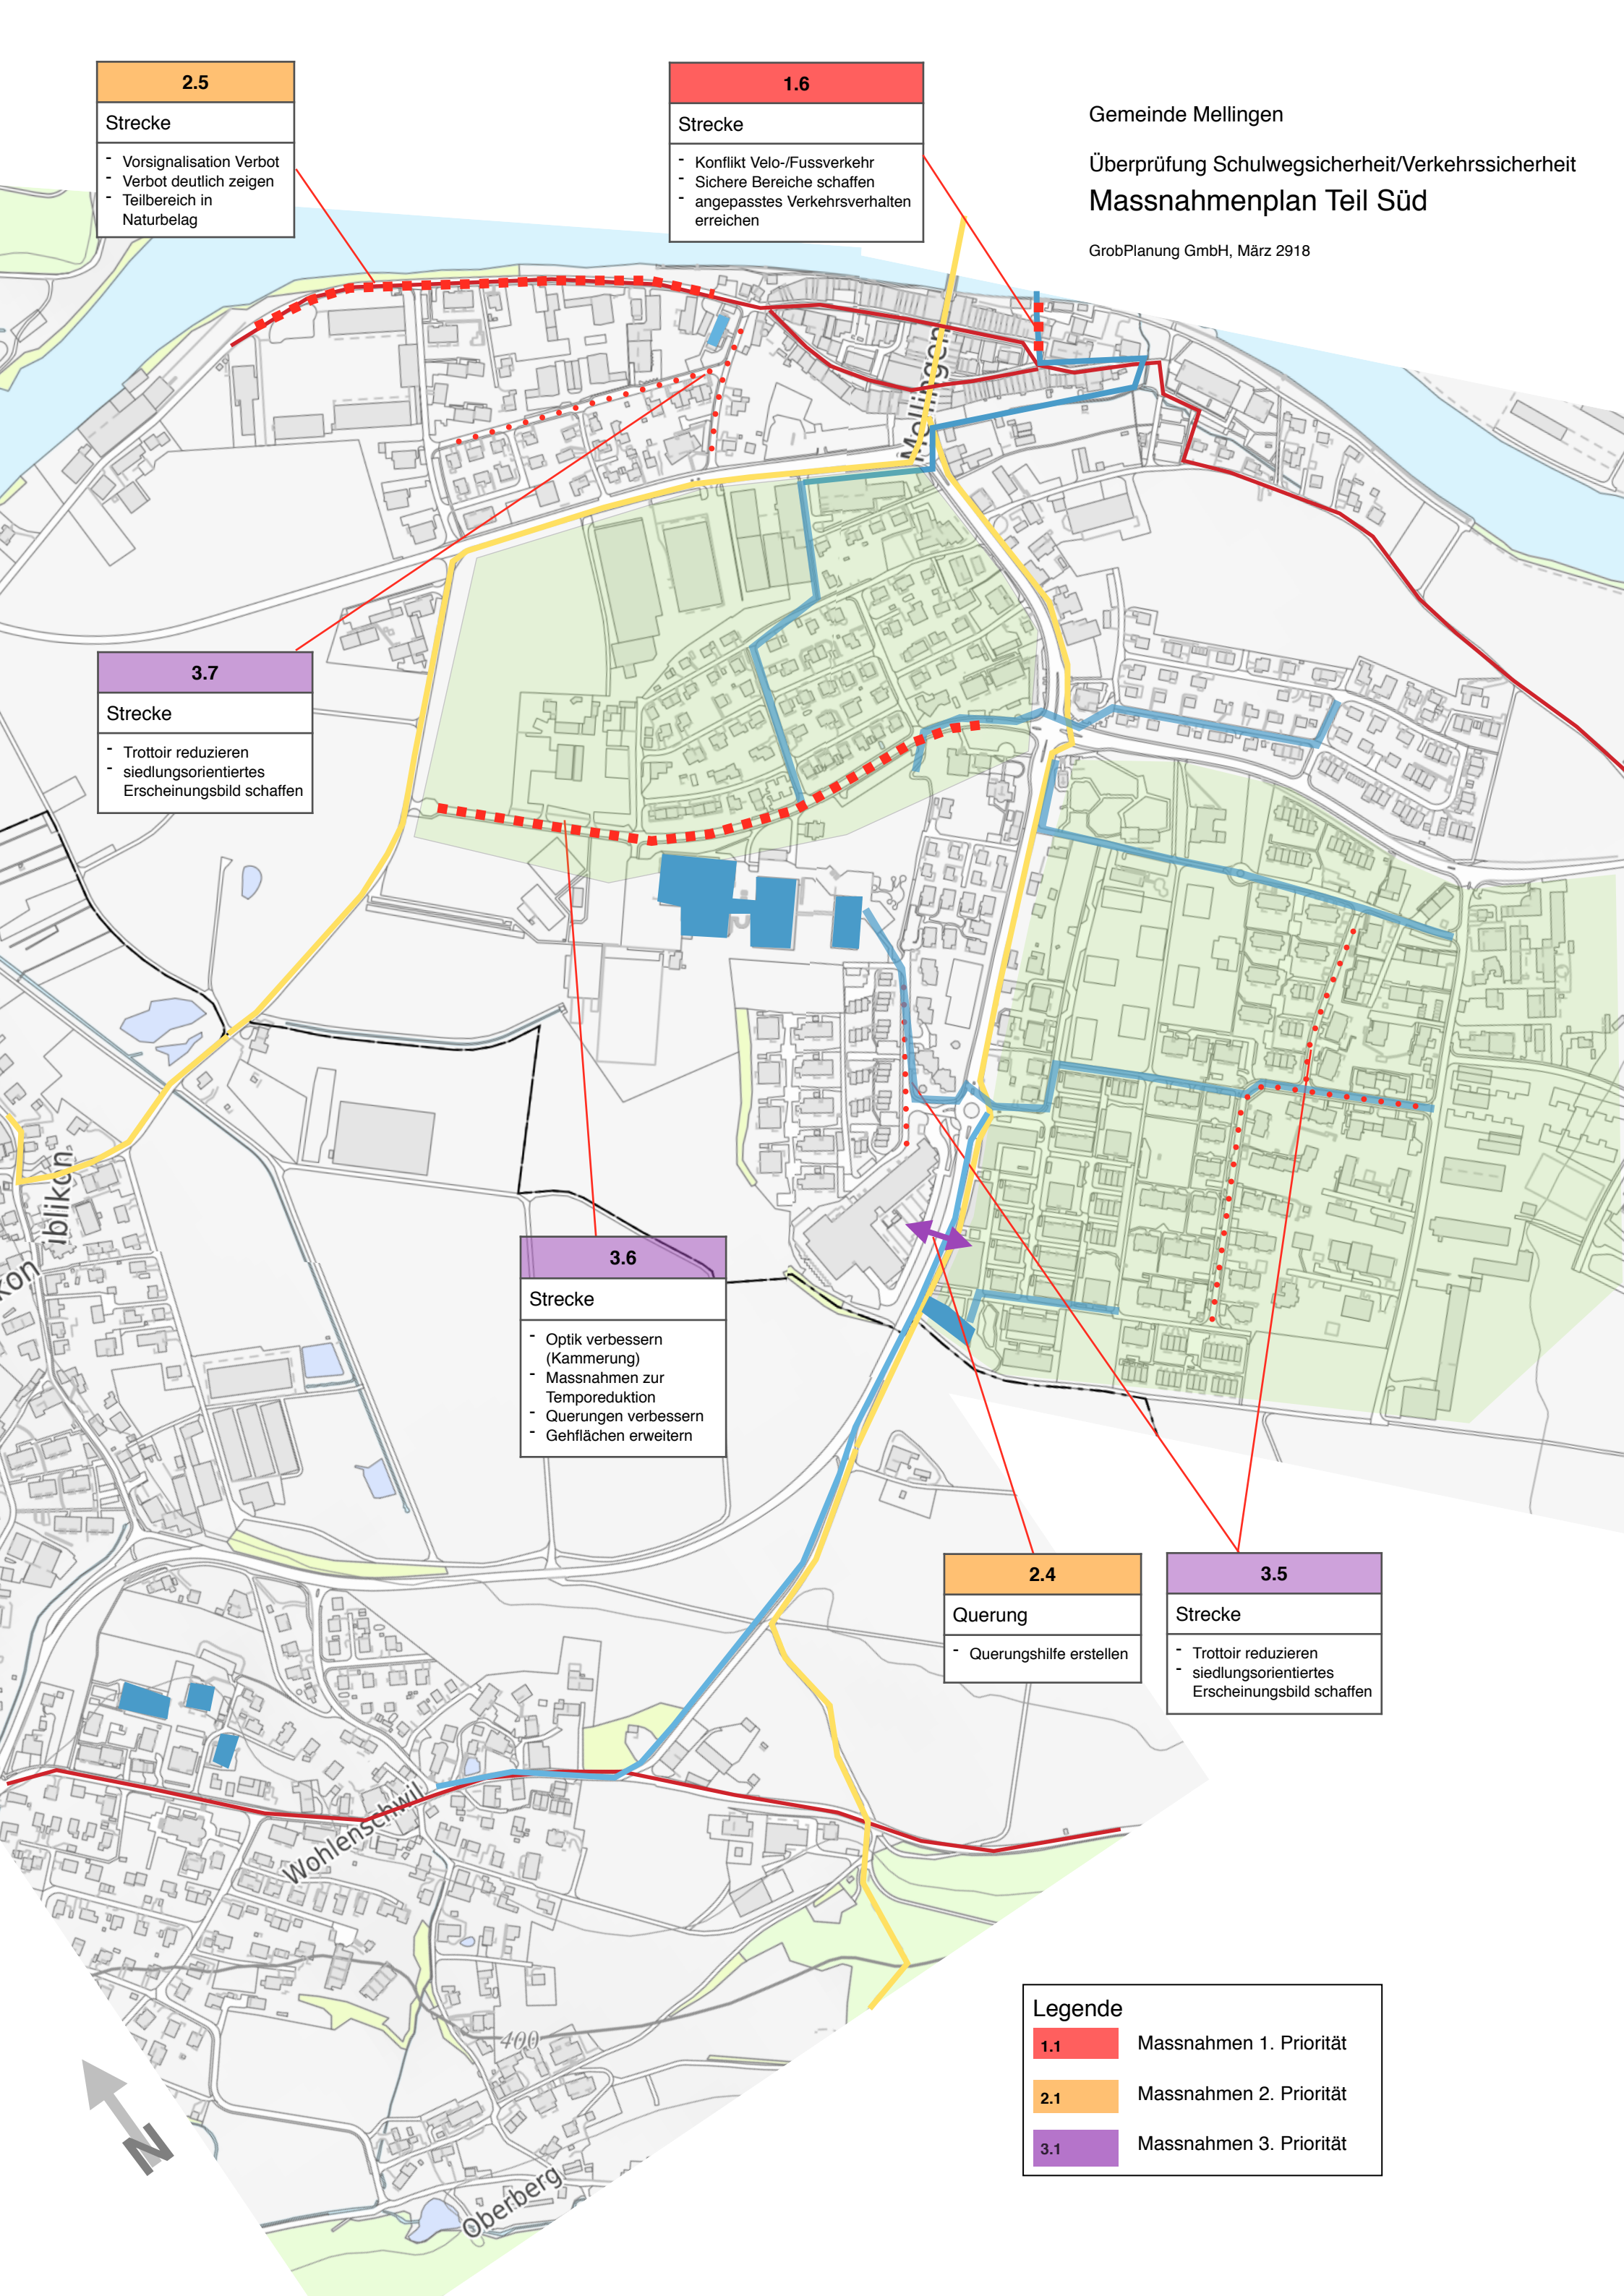 2.5
Strecke
- Vorsignalisation Verbot
- Verbot deutlich zeigen
- Teilbereich in
Naturbelag
1.6
Strecke
- Konflikt Velo-/Fussverkehr
- Sichere Bereiche schaffen
- angepasstes Verkehrsverhalten
erreichen
Gemeinde Mellingen
Überprüfung Schulwegsicherheit/Verkehrssicherheit
Massnahmenplan Teil Süd
GrobPlanung GmbH, März 2918
Mellingen
3.7
Strecke
- Trottoir reduzieren
- siedlungsorientiertes
Erscheinungsbild schaffen
iblikon
kon
3.6
Strecke
- Optik verbessern
(Kammerung)
- Massnahmen zur
Temporeduktion
- Querungen verbessern
- Gehflächen erweitern
2.4
Querung
- Querungshilfe erstellen
3.5
Strecke
- Trottoir reduzieren
- siedlungsorientiertes
Erscheinungsbild schaffen
Wohlenschwil
400
Oberberg
N
Legende
1.1 Massnahmen 1. Priorität
2.1 Massnahmen 2. Priorität
3.1 Massnahmen 3. Priorität